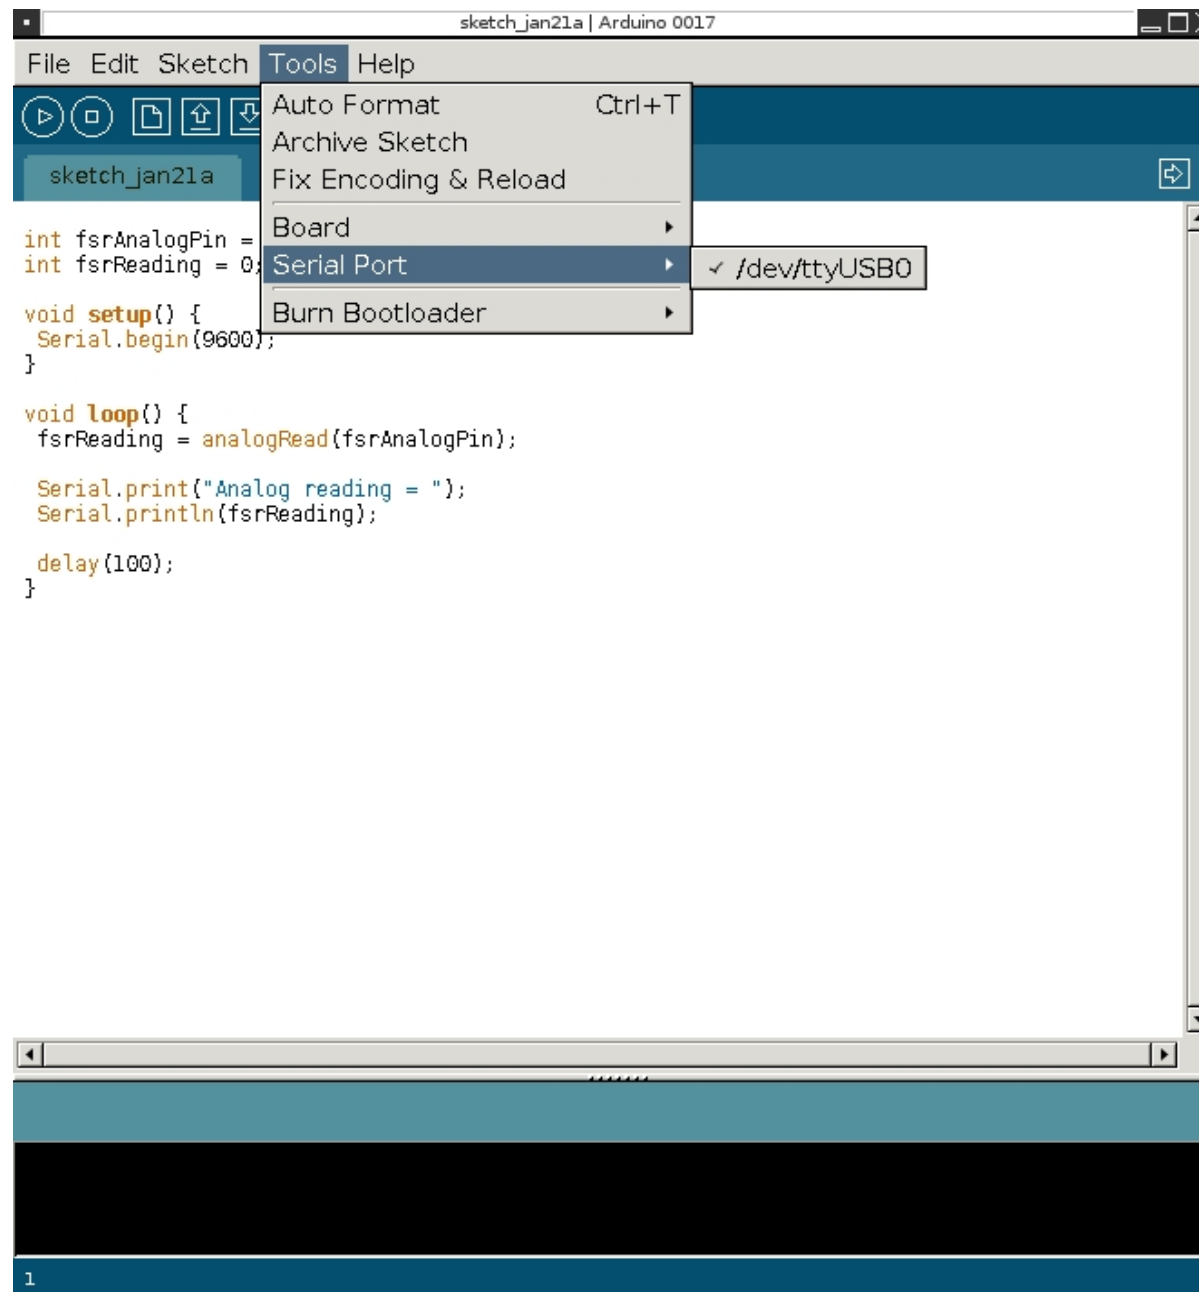 sketch_jan21a | Arduino 0017
File Edit Sketch Tools Help
Auto Format Ctrl+T
Archive Sketch
Fix Encoding & Reload
Board
Serial Port
/dev/ttyUSB0
Burn Bootloader
sketch_jan21a
int fsrAnalogPin =
int fsrReading = 0;
void setup() {
Serial.begin(9600);
}
void loop() {
fsrReading = analogRead(fsrAnalogPin);
Serial.print("Analog reading = ");
Serial.println(fsrReading);
delay(100);
}
1